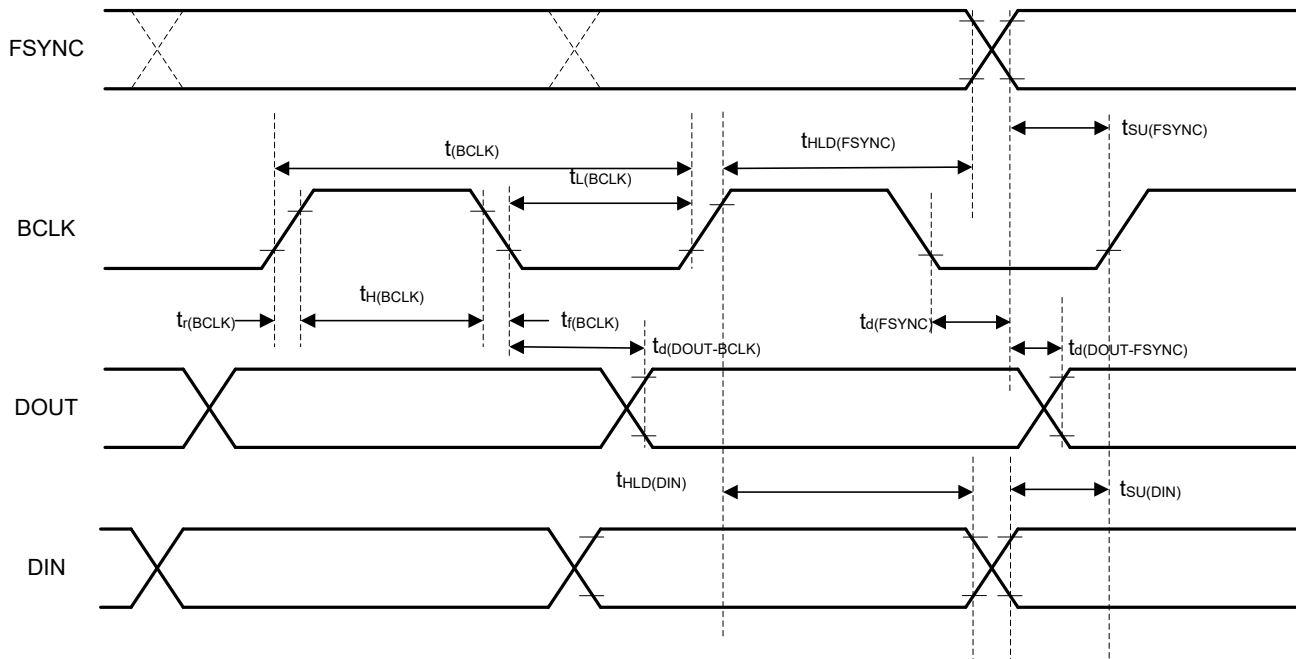 FSYNC
tSU(FSYNC)
tHLD(FSYNC)
t(BCLK)
tL(BCLK)
BCLK
tH(BCLK)
tr(BCLK)
tf(BCLK)
td(FSYNC)
td(DOUT-BCLK)
td(DOUT-FSYNC)
DOUT
tHLD(DIN)
tSU(DIN)
DIN